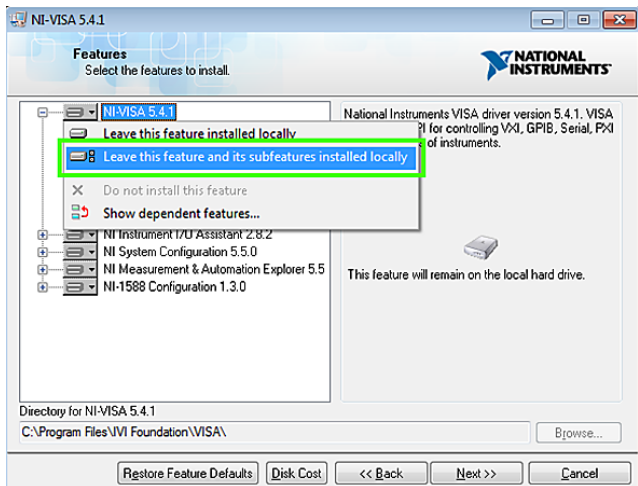 NI-VISA 5.4.1
Features
Select the features to install.
NATIONAL
INSTRUMENTS
NI-VISA 5.4.1
Leave this feature installed locally
Leave this feature and its subfeatures installed locally
Do not install this feature
Show dependent features...
NI Instrument I/O Assistant 2.8.2
NI System Configuration 5.5.0
NI Measurement & Automation Explorer 5.5
NI-1588 Configuration 1.3.0
National Instruments VISA driver version 5.4.1. VISA
for controlling VXI, GPIB, Serial, PXI
of instruments.
This feature will remain on the local hard drive.
Directory for NI-VISA 5.4.1
C:\Program Files\IVI Foundation\VISA\
Browse...
Restore Feature Defaults
Disk Cost
<< Back
Next >>
Cancel